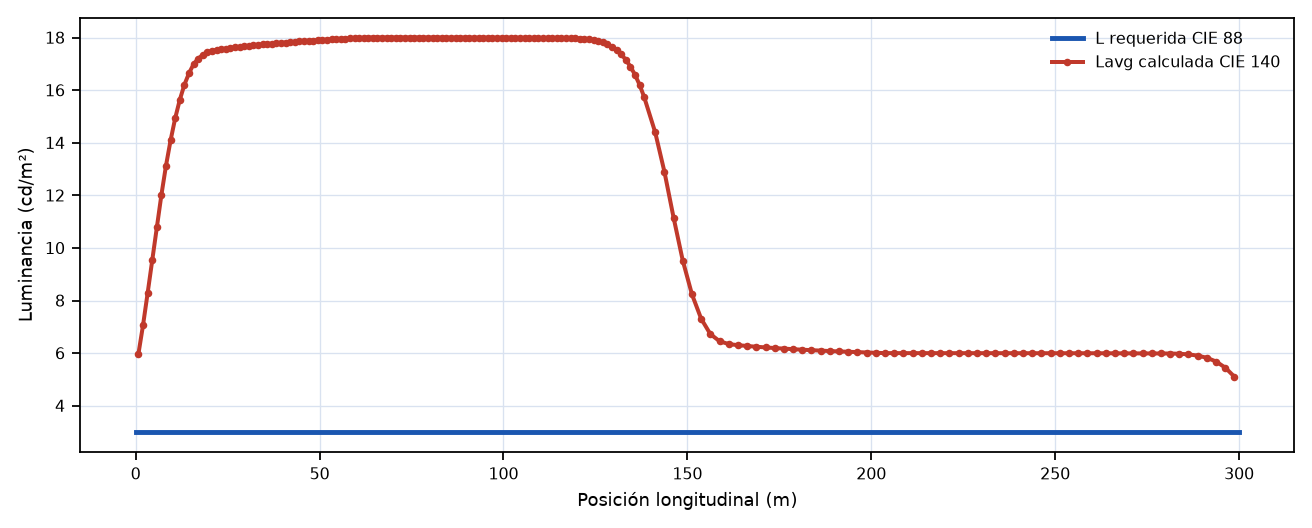 L requerida CIE 88
Lavg calculada CIE 140
Luminancia (cd/m²)
18
16
14
12
10
8
6
4
0 50 100 150 200 250 300
Posición longitudinal (m)